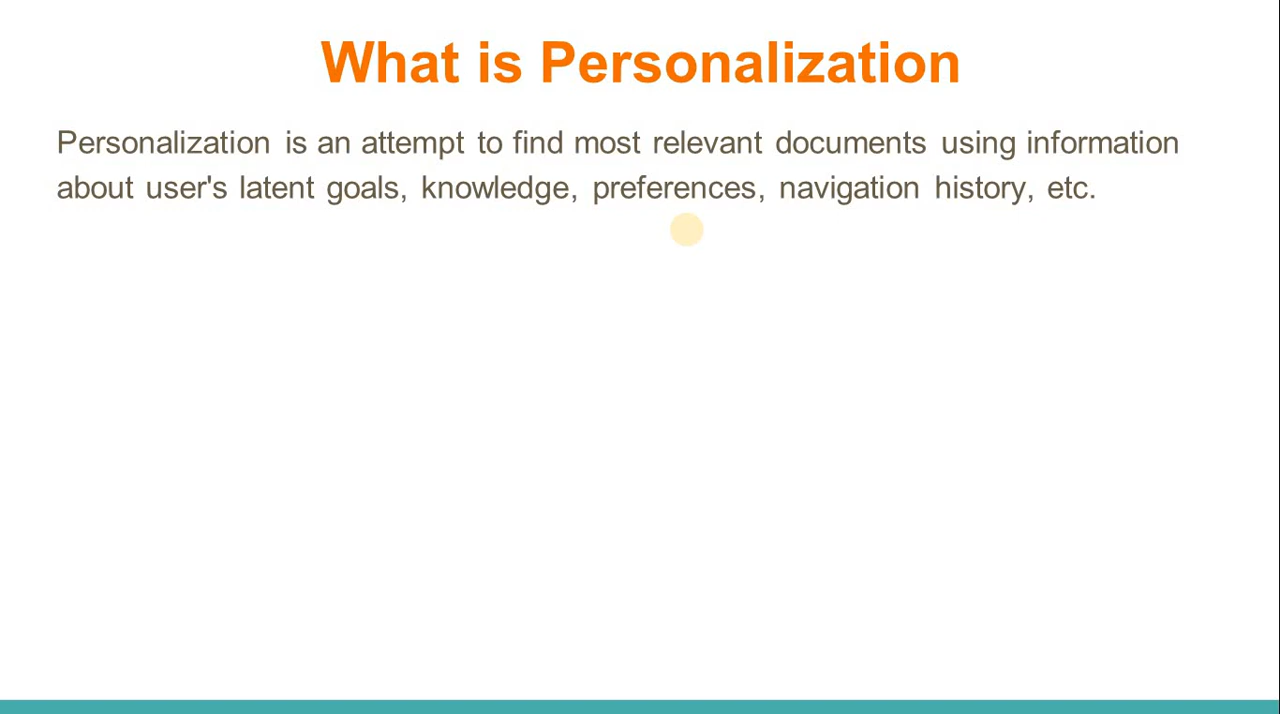 What is Personalization
Personalization is an attempt to find most relevant documents using information
about user's latent goals, knowledge, preferences, navigation history, etc.